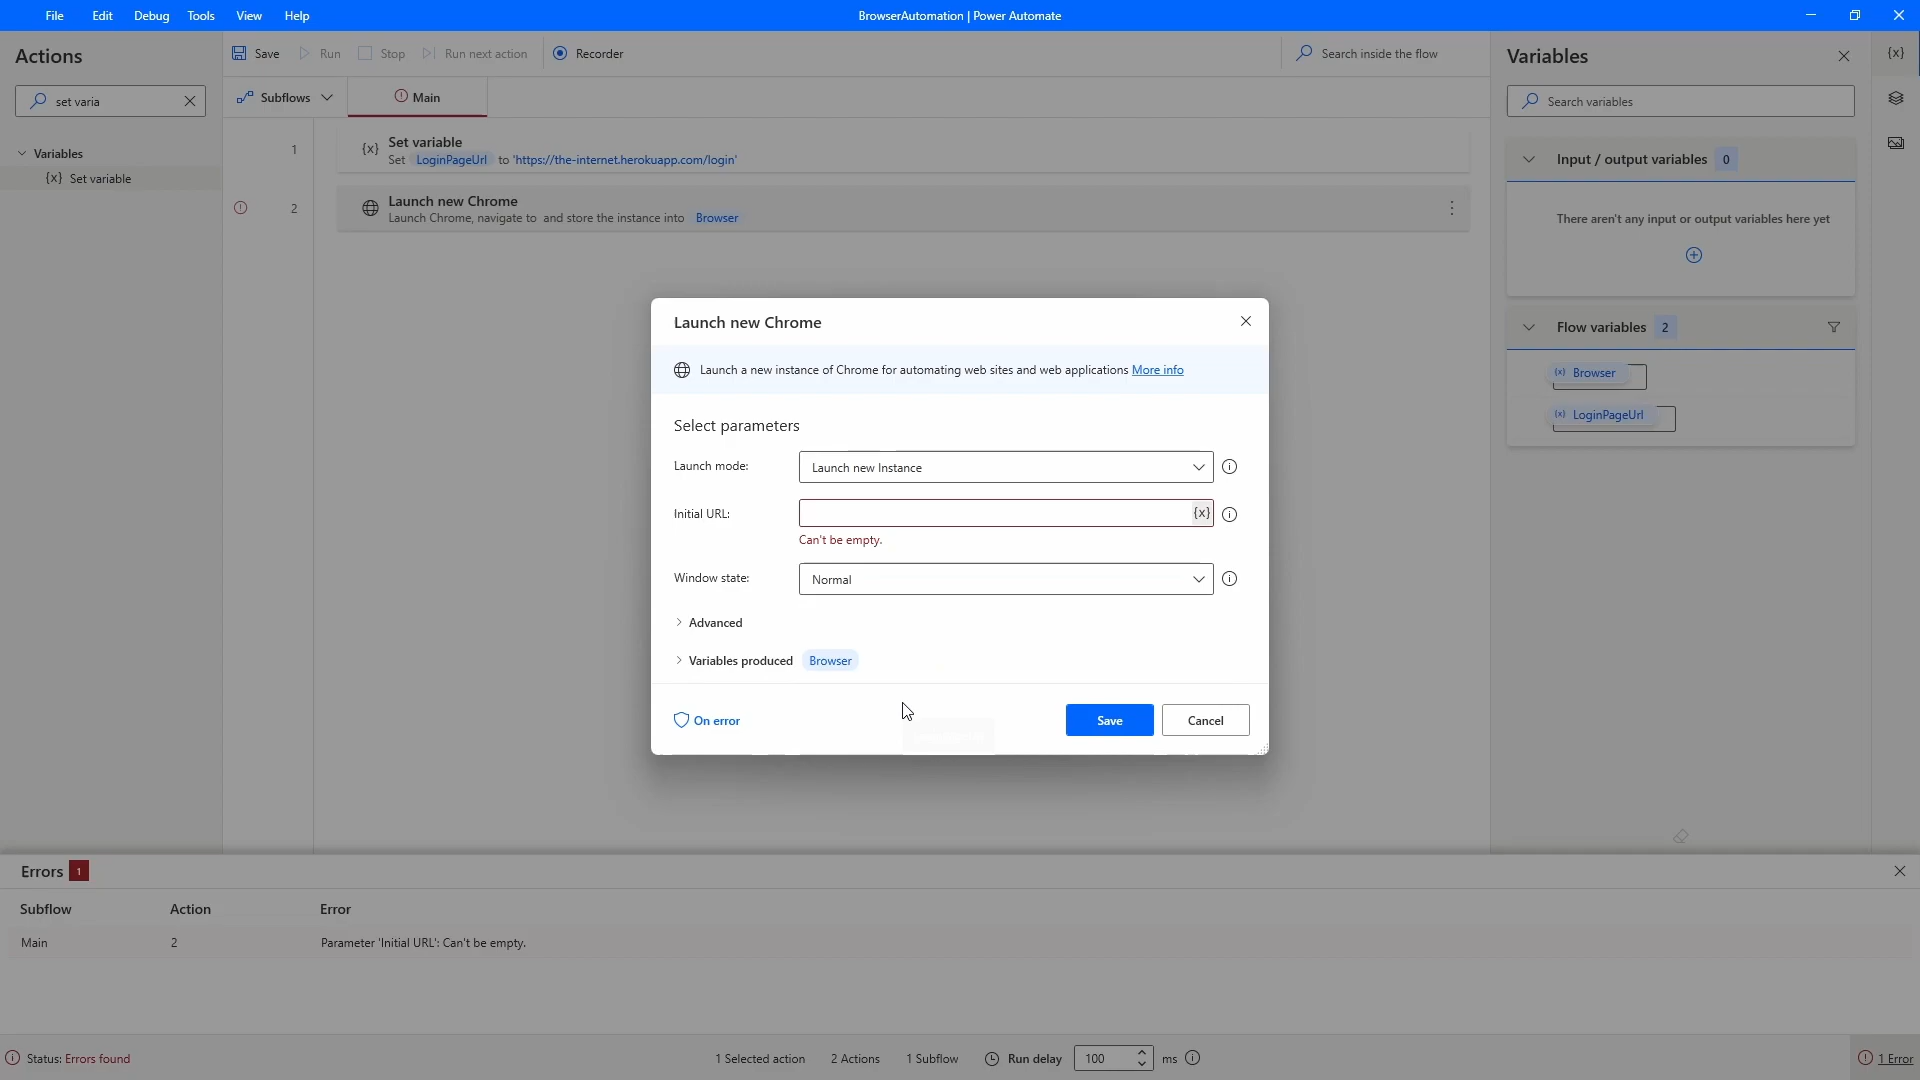 File Edit Debug Tools View Help
BrowserAutomation | Power Automate
Actions
set varia
Variables
{x} Set variable
Save Run Stop Run next action Recorder
Search inside the flow
Subflows
Main
1
{x} Set variable
Set LoginPageUrl to 'https://the-internet.herokuapp.com/login'
2
Launch new Chrome
Launch Chrome, navigate to and store the instance into Browser
Launch new Chrome
Launch a new instance of Chrome for automating web sites and web applications More info
Select parameters
Launch mode: Launch new Instance
Initial URL: {x}
Can't be empty.
Window state: Normal
Advanced
Variables produced Browser
On error
Save Cancel
Variables
{x}
Search variables
Input / output variables 0
There aren't any input or output variables here yet
Flow variables 2
(x) Browser
(x) LoginPageUrl
Errors 1
Subflow Action Error
Main 2 Parameter 'Initial URL': Can't be empty.
Status: Errors found
1 Selected action 2 Actions 1 Subflow Run delay 100 ms
1 Error